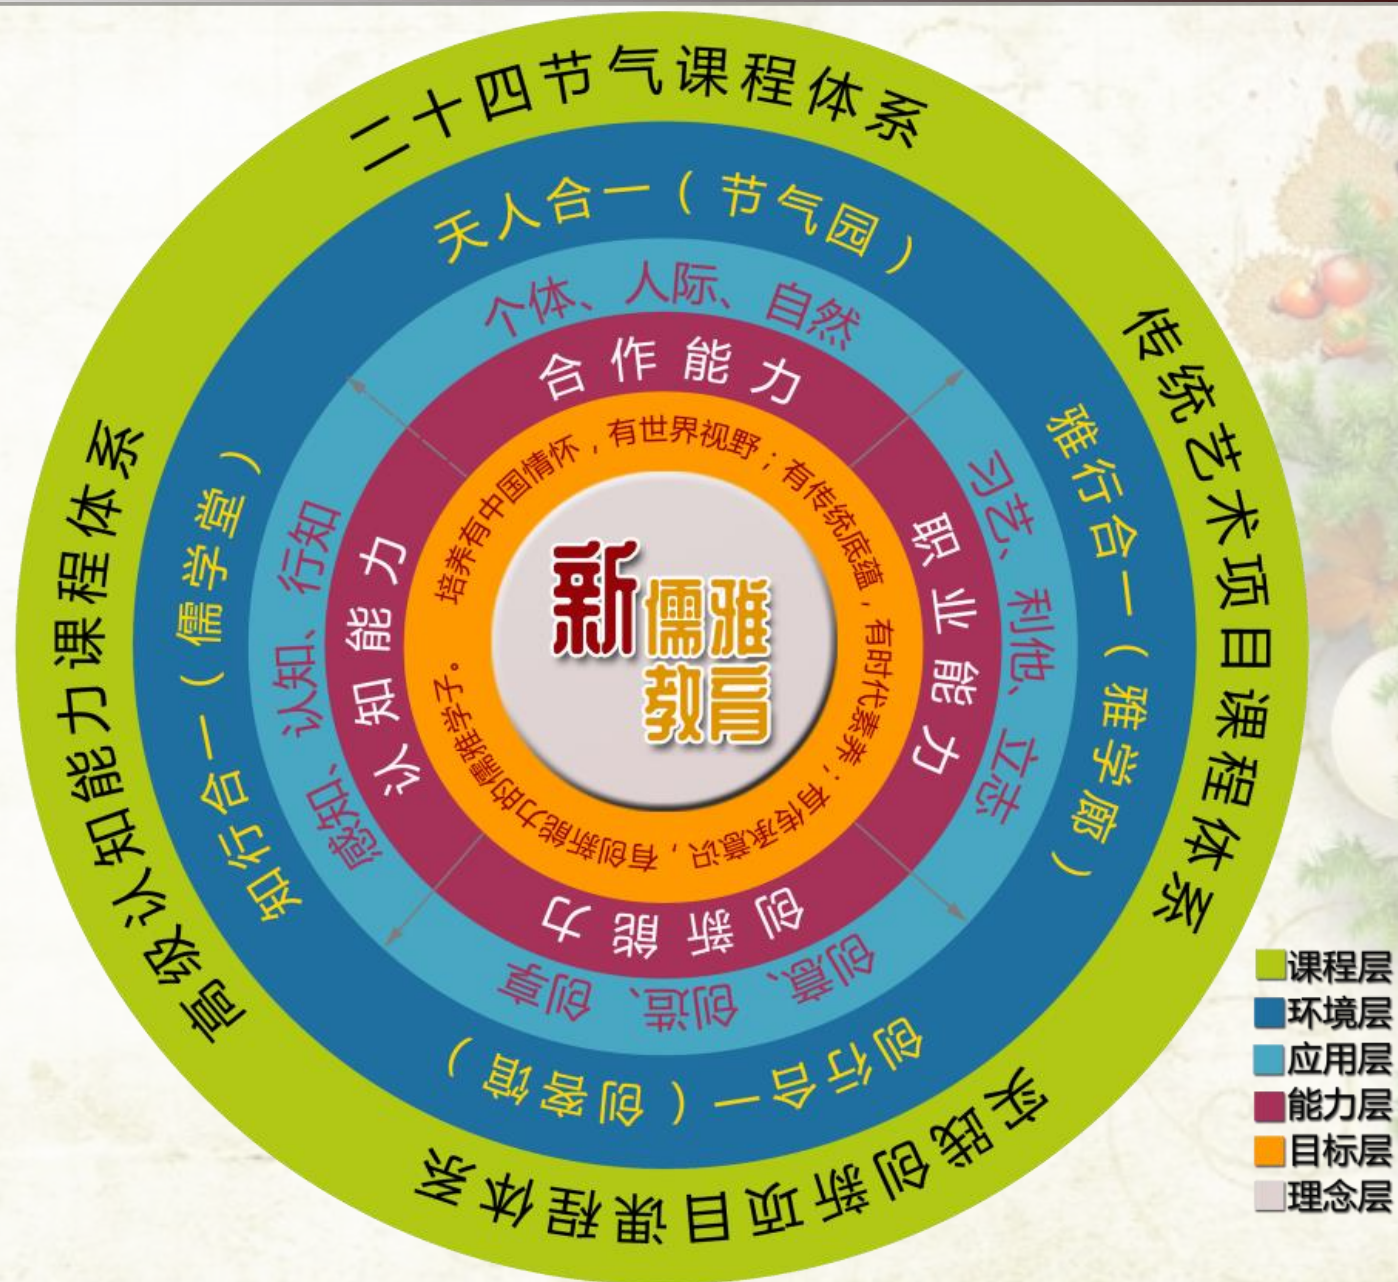 二十四节气课程体系
传统艺术项目课程体系
实践创新项目课程体系
高级认知能力课程体系
天人合一（节气园）
雅行合一（雅学廊）
创行合一（创客馆）
知行合一（儒学堂）
个体、人际、自然
习艺、利他、立志
创意、创造、创享
感知、认知、行知
合作能力
职业能力
创新能力
认知能力
培养有中国情怀，有世界视野；有传统底蕴，有时代素养；有传承意识，有创新能力的儒雅学子。
新儒雅
教育
课程层
环境层
应用层
能力层
目标层
理念层